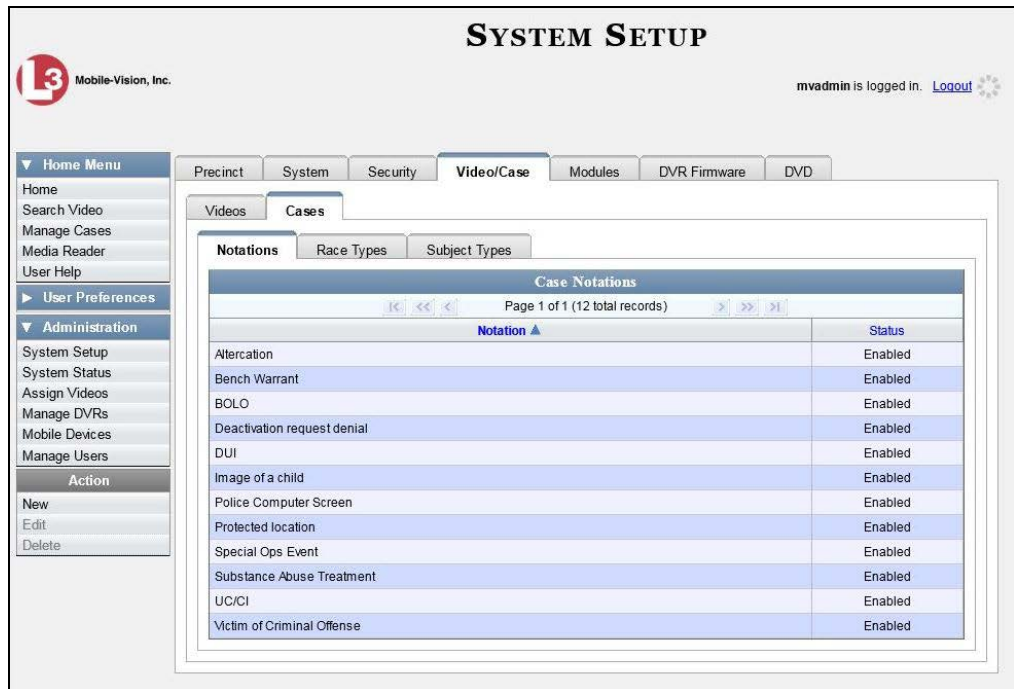 SYSTEM SETUP
L3 Mobile-Vision, Inc.
mvadmin is logged in. Logout
▼ Home Menu
Home
Search Video
Manage Cases
Media Reader
User Help
▶ User Preferences
▼ Administration
System Setup
System Status
Assign Videos
Manage DVRs
Mobile Devices
Manage Users
Action
New
Edit
Delete
Precinct System Security Video/Case Modules DVR Firmware DVD
Videos Cases
Notations Race Types Subject Types
Case Notations
|< << < Page 1 of 1 (12 total records) > >> >|
Notation ▲ Status
Altercation Enabled
Bench Warrant Enabled
BOLO Enabled
Deactivation request denial Enabled
DUI Enabled
Image of a child Enabled
Police Computer Screen Enabled
Protected location Enabled
Special Ops Event Enabled
Substance Abuse Treatment Enabled
UC/CI Enabled
Victim of Criminal Offense Enabled